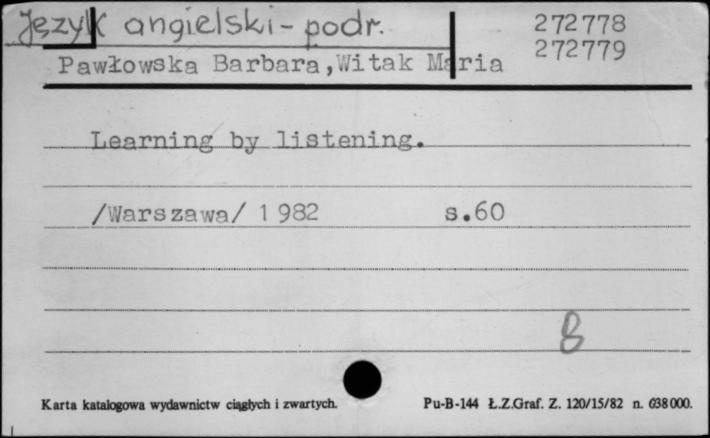 Język angielski - podr.
272778
272779
Pawłowska Barbara,Witak Maria
Learning by listening.
/Warszawa/ 1982 s.60
8
Karta katalogowa wydawnictw ciągłych i zwartych. Pu-B-144 Ł.Z.Graf. Z. 120/15/82 n. 638000.